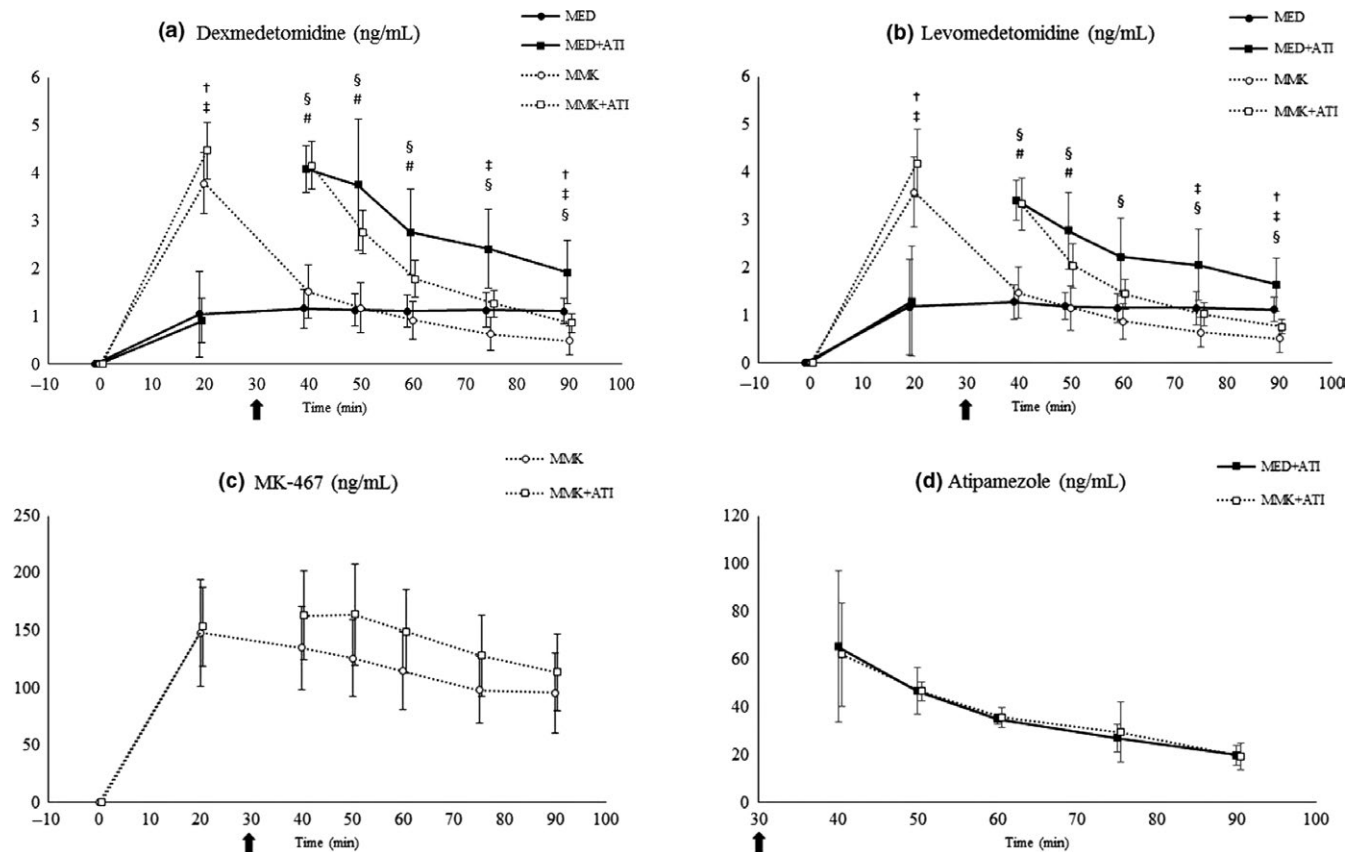 (a) Dexmedetomidine (ng/mL)
MED
MED+ATI
MMK
MMK+ATI
6
5
4
3
2
1
0
†
‡
§
#
§
#
§
#
‡
§
†
‡
§
–10 0 10 20 30 40 50 60 70 80 90 100
Time (min)
(b) Levomedetomidine (ng/mL)
MED
MED+ATI
MMK
MMK+ATI
6
5
4
3
2
1
0
†
‡
§
#
§
#
§
‡
§
†
‡
§
–10 0 10 20 30 40 50 60 70 80 90 100
Time (min)
(c) MK-467 (ng/mL)
MMK
MMK+ATI
250
200
150
100
50
0
–10 0 10 20 30 40 50 60 70 80 90 100
Time (min)
(d) Atipamezole (ng/mL)
MED+ATI
MMK+ATI
120
100
80
60
40
20
0
30 40 50 60 70 80 90 100
Time (min)